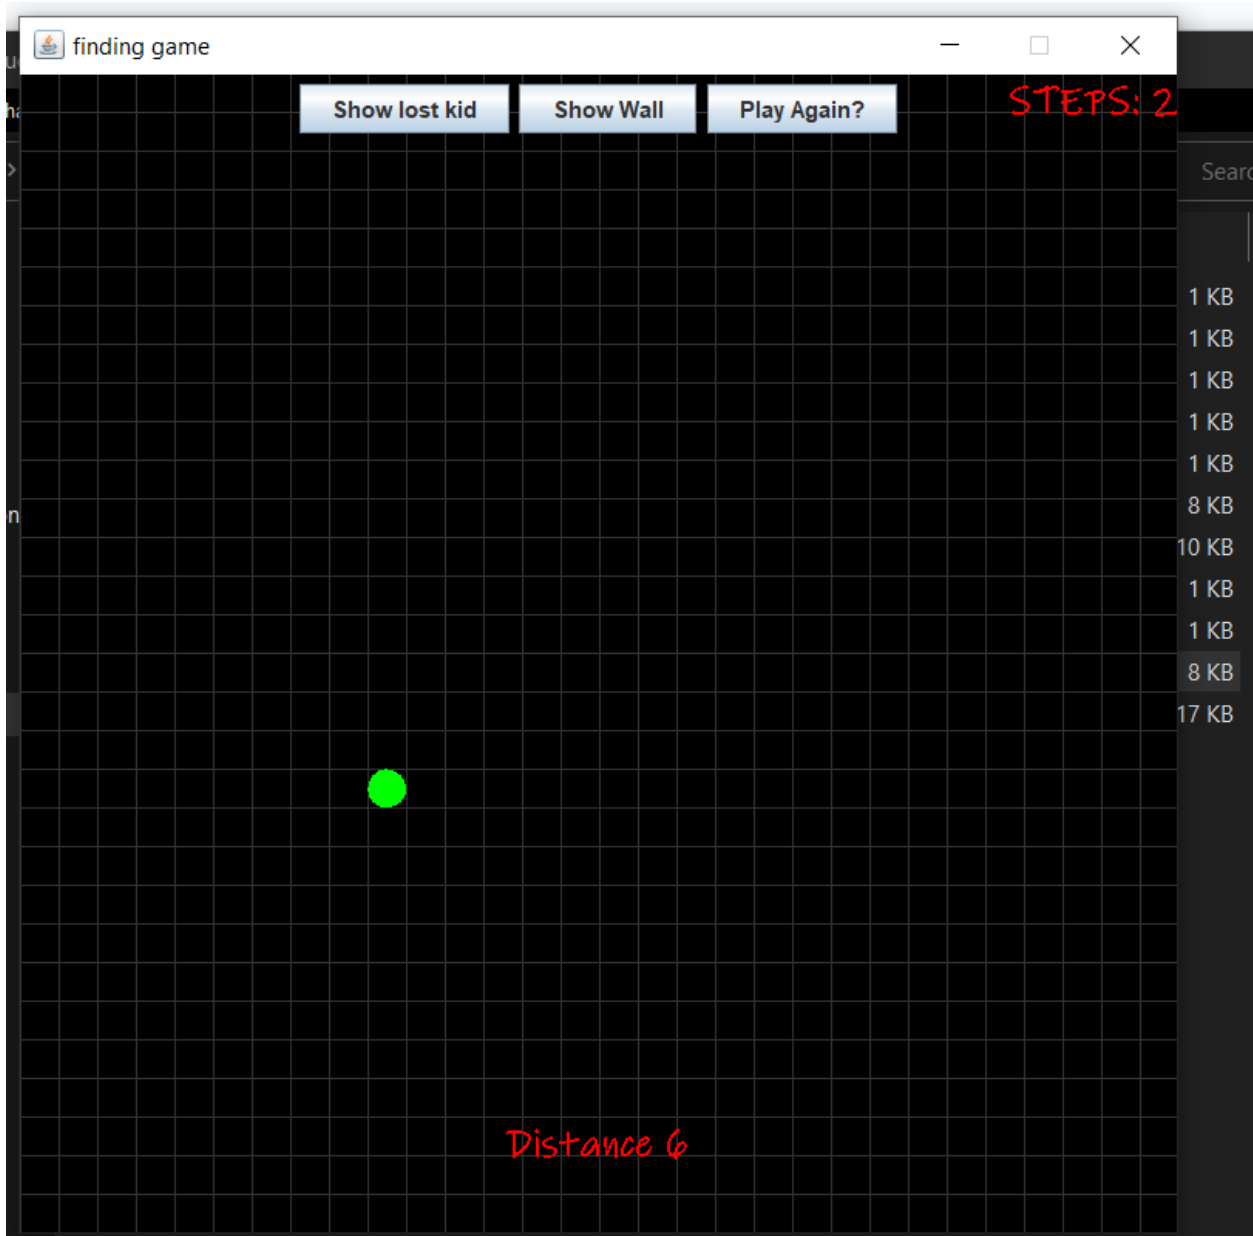 finding game
Show lost kid
Show Wall
Play Again?
STEPS: 2
Sear
1 KB
1 KB
1 KB
1 KB
1 KB
8 KB
10 KB
1 KB
1 KB
8 KB
17 KB
Distance 6